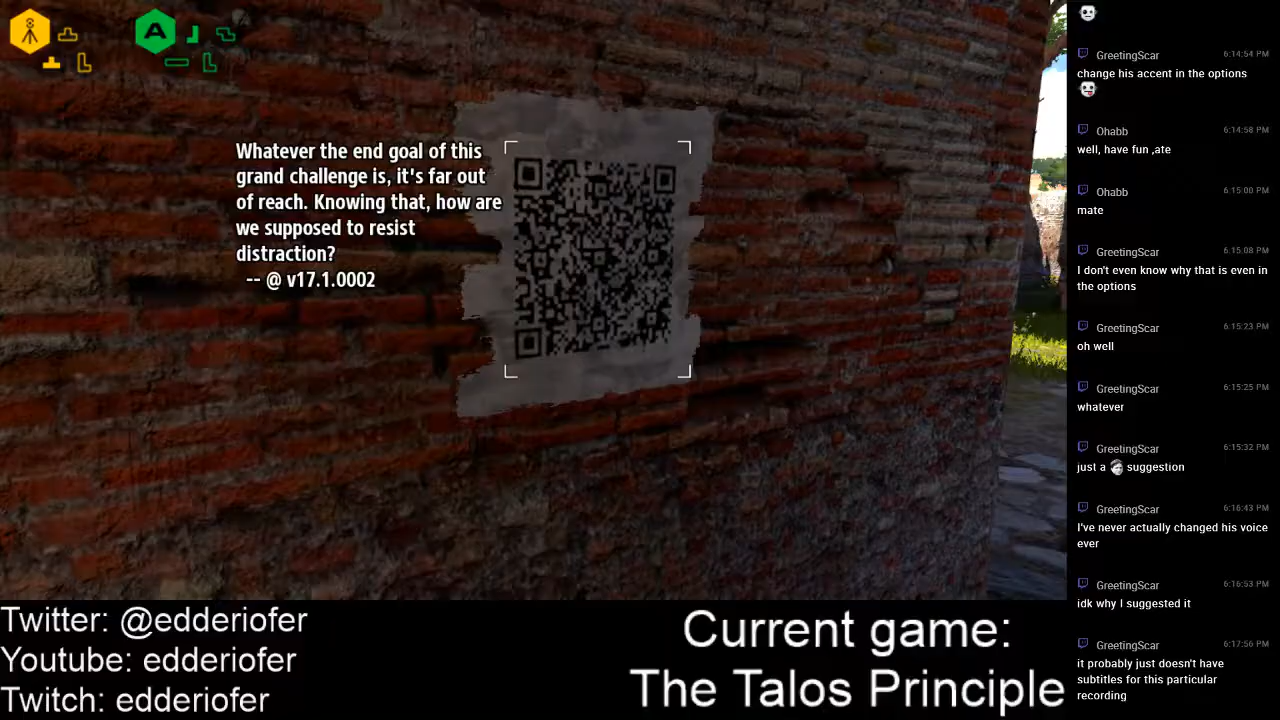 A
Whatever the end goal of this
grand challenge is, it's far out
of reach. Knowing that, how are
we supposed to resist
distraction?
-- @ v17.1.0002
GreetingScar 6:14:54 PM
change his accent in the options
Ohabb 6:14:58 PM
well, have fun ,ate
Ohabb 6:15:00 PM
mate
GreetingScar 6:15:08 PM
I don't even know why that is even in
the options
GreetingScar 6:15:23 PM
oh well
GreetingScar 6:15:25 PM
whatever
GreetingScar 6:15:32 PM
just a suggestion
GreetingScar 6:16:43 PM
I've never actually changed his voice
ever
GreetingScar 6:16:53 PM
idk why I suggested it
GreetingScar 6:17:56 PM
it probably just doesn't have
subtitles for this particular
recording
Twitter: @edderiofer
Youtube: edderiofer
Twitch: edderiofer
Current game:
The Talos Principle